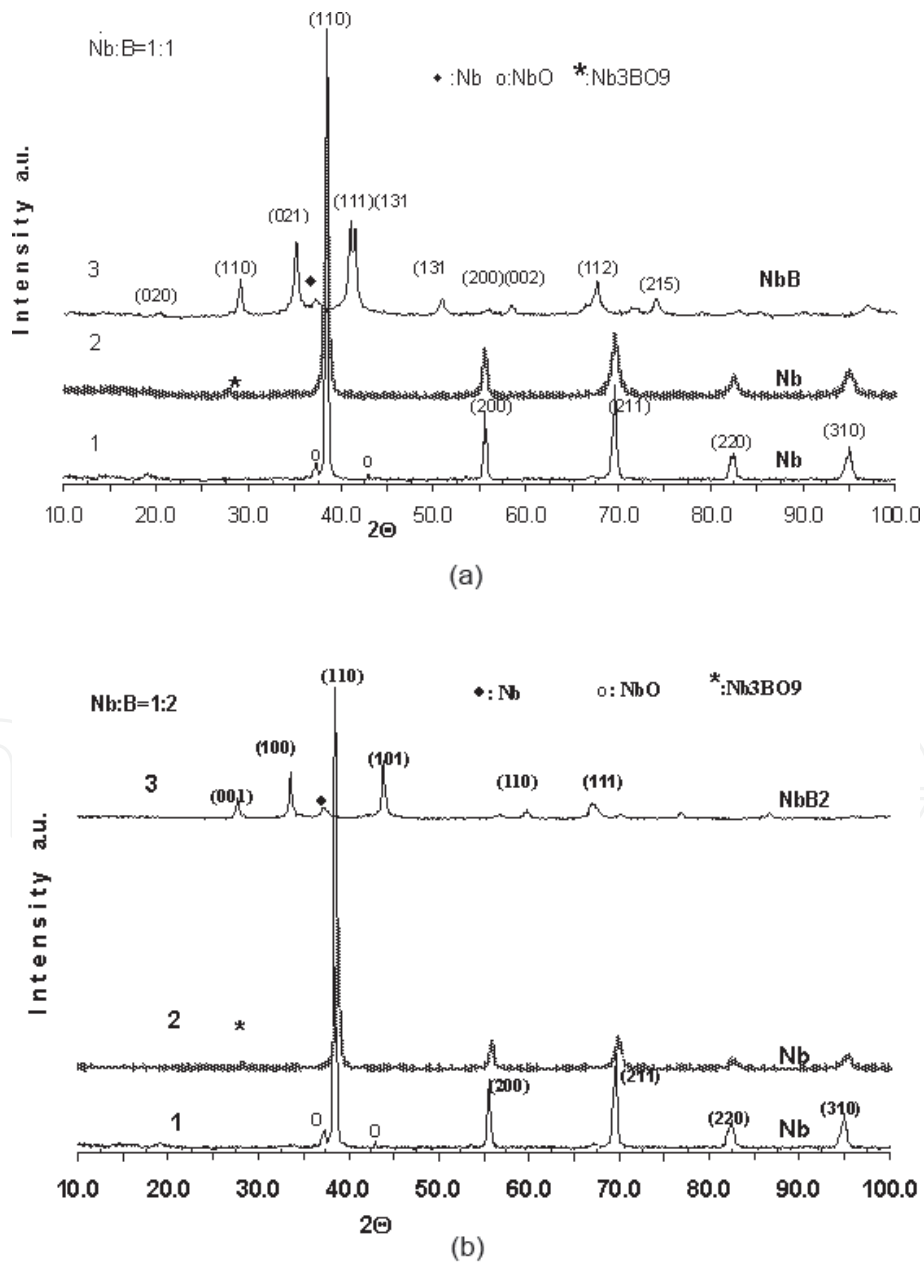 (110)
Nb:B=1:1
◆ :Nb o:NbO *:Nb3BO9
(111)(131
(021)
(110)
(020)
(131
(200)(002)
(112)
(215)
3
NbB
2
*
Nb
(200)
(211)
(220)
(310)
1
o
o
Nb
Intensity a.u.
10.0 20.0 30.0 40.0 50.0 60.0 70.0 80.0 90.0 100.0
2Θ
(a)
(110)
Nb:B=1:2
◆: Nb o: NbO *:Nb3BO9
(100)
(101)
3
(001)
(110)
(111)
NbB2
2
*
Nb
(200)
(211)
(220)
(310)
1
o
o
Nb
Intensity a.u.
10.0 20.0 30.0 40.0 50.0 60.0 70.0 80.0 90.0 100.0
2Θ
(b)